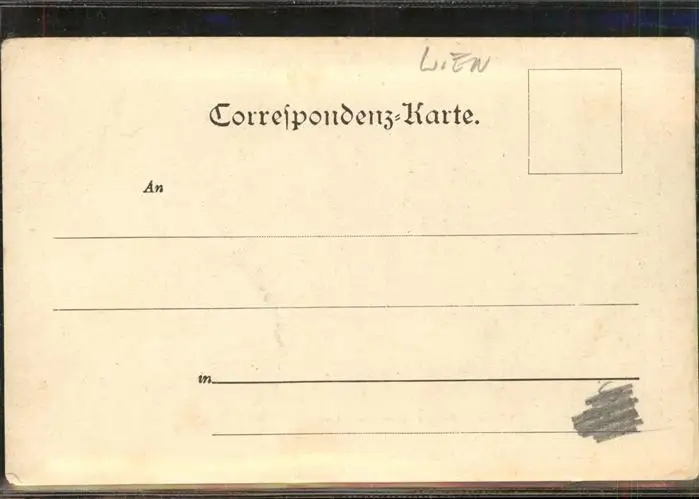 WIEN
Correſpondenz-Karte.
An
in